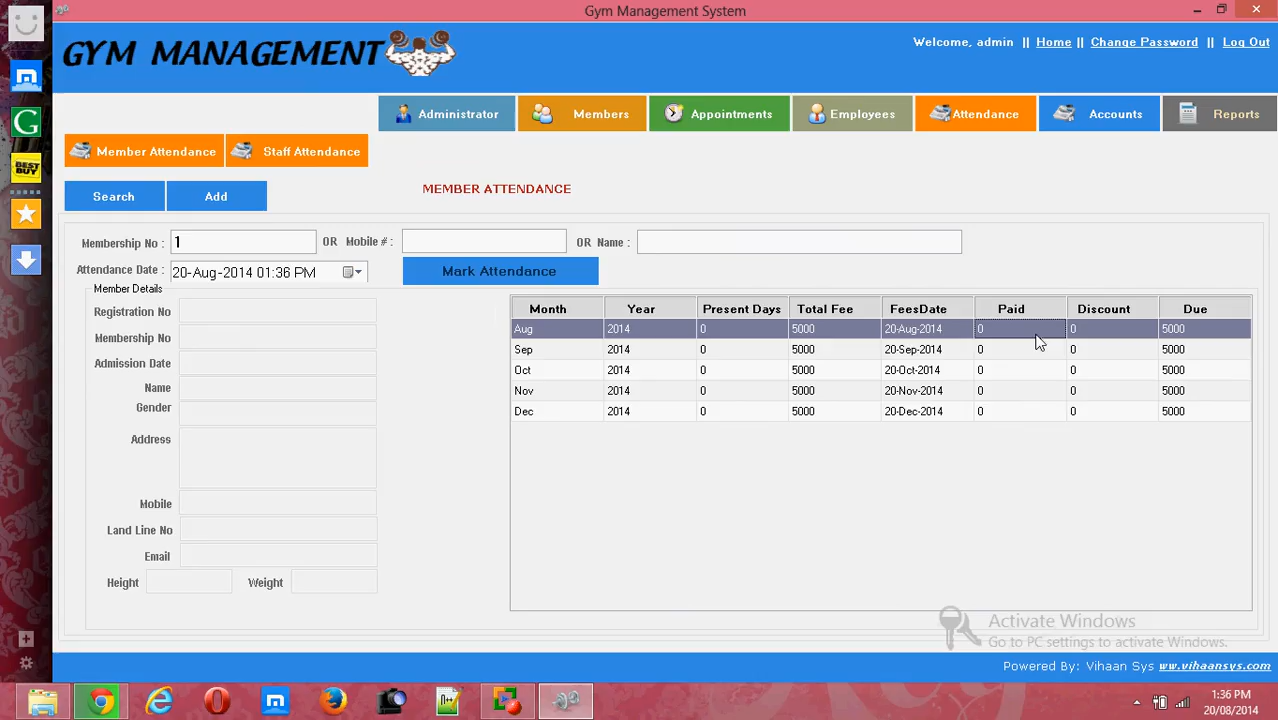 Gym Management System
GYM MANAGEMENT
Welcome, admin || Home || Change Password || Log Out
Administrator Members Appointments Employees Attendance Accounts Reports
Member Attendance Staff Attendance
Search Add MEMBER ATTENDANCE
Membership No : 1 OR Mobile # : OR Name :
Attendance Date : 20-Aug-2014 01:36 PM Mark Attendance
Member Details
Registration No
Membership No
Admission Date
Name
Gender
Address
Mobile
Land Line No
Email
Height Weight
Month Year Present Days Total Fee FeesDate Paid Discount Due
Aug 2014 0 5000 20-Aug-2014 0 0 5000
Sep 2014 0 5000 20-Sep-2014 0 0 5000
Oct 2014 0 5000 20-Oct-2014 0 0 5000
Nov 2014 0 5000 20-Nov-2014 0 0 5000
Dec 2014 0 5000 20-Dec-2014 0 0 5000
Activate Windows
Go to PC settings to activate Windows.
Powered By: Vihaan Sys ww.vihaansys.com
G
BEST BUY
1:36 PM
20/08/2014